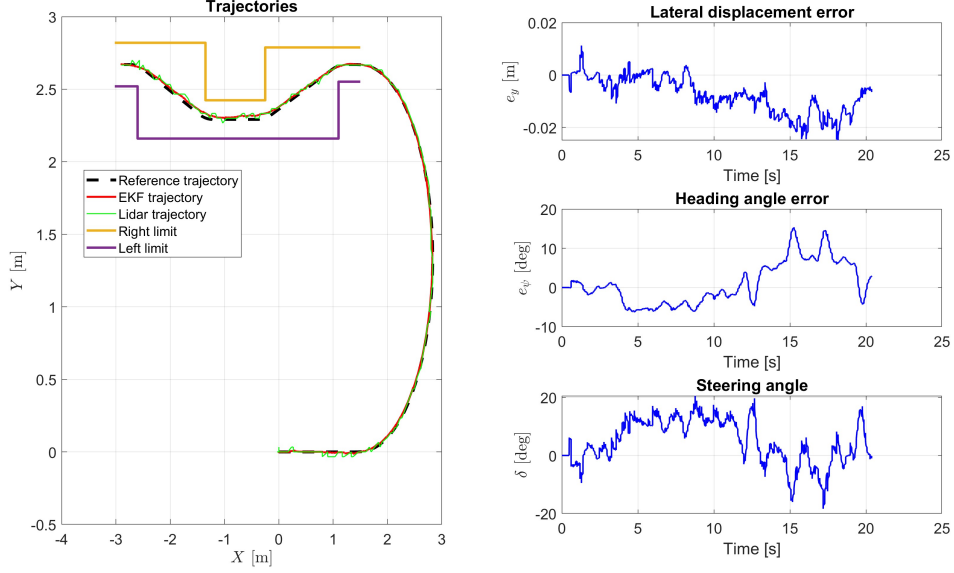 Trajectories
3
2.5
2
1.5
1
0.5
0
-0.5
-4
-3
-2
-1
0
1
2
3
X [m]
Y [m]
Reference trajectory
EKF trajectory
Lidar trajectory
Right limit
Left limit
Lateral displacement error
0.02
0
-0.02
e_y [m]
0
5
10
15
20
25
Time [s]
Heading angle error
20
10
0
-10
e_ψ [deg]
0
5
10
15
20
25
Time [s]
Steering angle
20
0
-20
δ [deg]
0
5
10
15
20
25
Time [s]